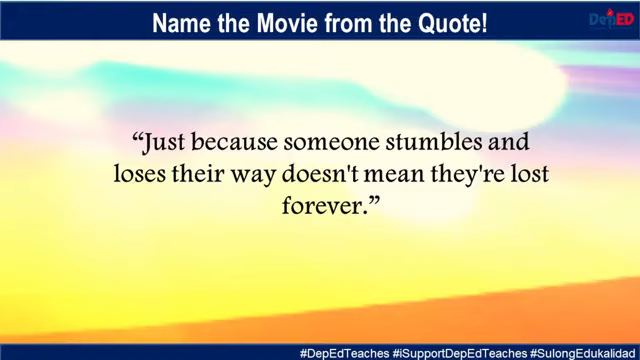 Name the Movie from the Quote!
DepED
“Just because someone stumbles and
loses their way doesn't mean they're lost
forever.”
#DepEdTeaches #iSupportDepEdTeaches #SulongEdukalidad